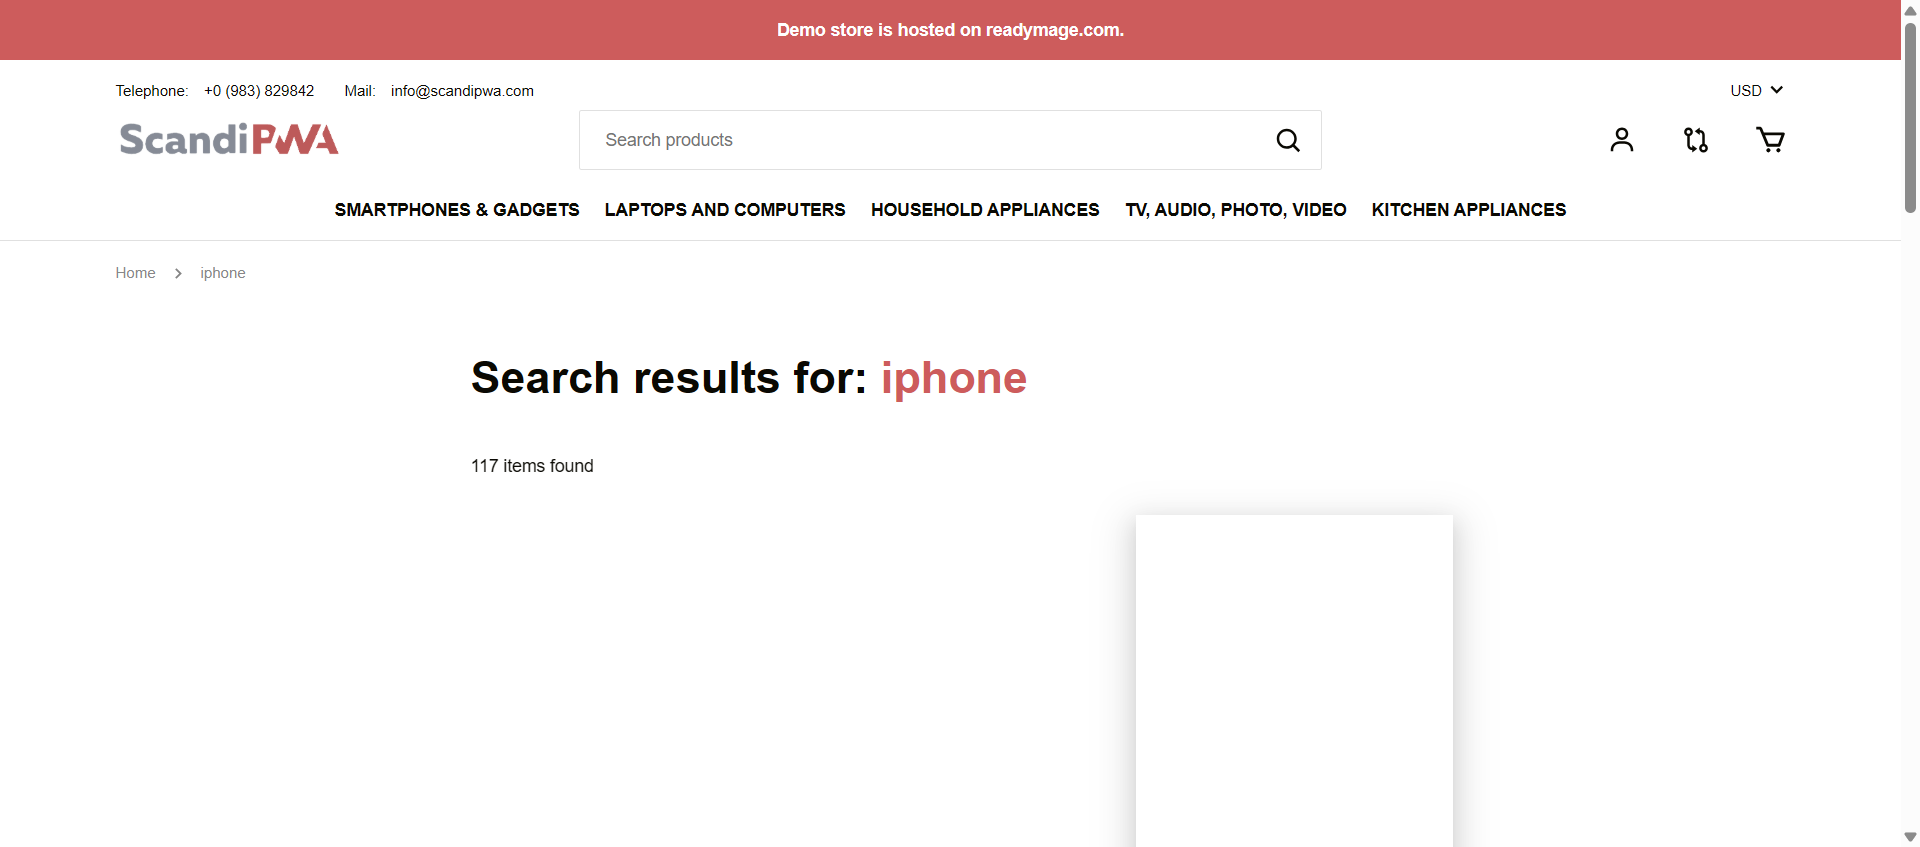 Demo store is hosted on readymage.com.
Telephone: +0 (983) 829842 Mail: info@scandipwa.com USD
ScandiPWA Search products
SMARTPHONES & GADGETS LAPTOPS AND COMPUTERS HOUSEHOLD APPLIANCES TV, AUDIO, PHOTO, VIDEO KITCHEN APPLIANCES
Home iphone
Search results for: iphone
117 items found